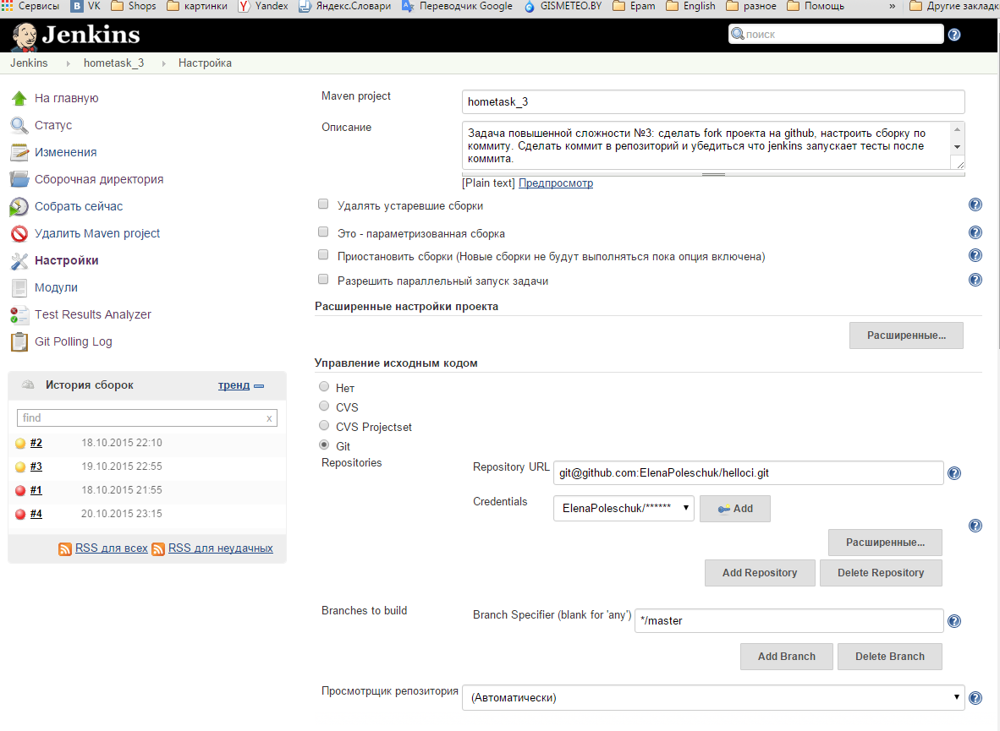 Сервисы VK Shops картинки Yandex Яндекс.Словари Переводчик Google GISMETEO.BY Epam English разное Помощь » Другие закладк
Jenkins
поиск
Jenkins hometask_3 Настройка
На главную
Статус
Изменения
Сборочная директория
Собрать сейчас
Удалить Maven project
Настройки
Модули
Test Results Analyzer
Git Polling Log
История сборок тренд
find x
#2 18.10.2015 22:10
#3 19.10.2015 22:55
#1 18.10.2015 21:55
#4 20.10.2015 23:15
RSS для всех RSS для неудачных
Maven project hometask_3
Описание
Задача повышенной сложности №3: сделать fork проекта на github, настроить сборку по
коммиту. Сделать коммит в репозиторий и убедиться что jenkins запускает тесты после
коммита.
[Plain text] Предпросмотр
Удалять устаревшие сборки
Это - параметризованная сборка
Приостановить сборки (Новые сборки не будут выполняться пока опция включена)
Разрешить параллельный запуск задачи
Расширенные настройки проекта
Расширенные...
Управление исходным кодом
Нет
CVS
CVS Projectset
Git
Repositories
Repository URL git@github.com:ElenaPoleschuk/helloci.git
Credentials ElenaPoleschuk/****** Add
Расширенные...
Add Repository Delete Repository
Branches to build
Branch Specifier (blank for 'any') */master
Add Branch Delete Branch
Просмотрщик репозитория (Автоматически)